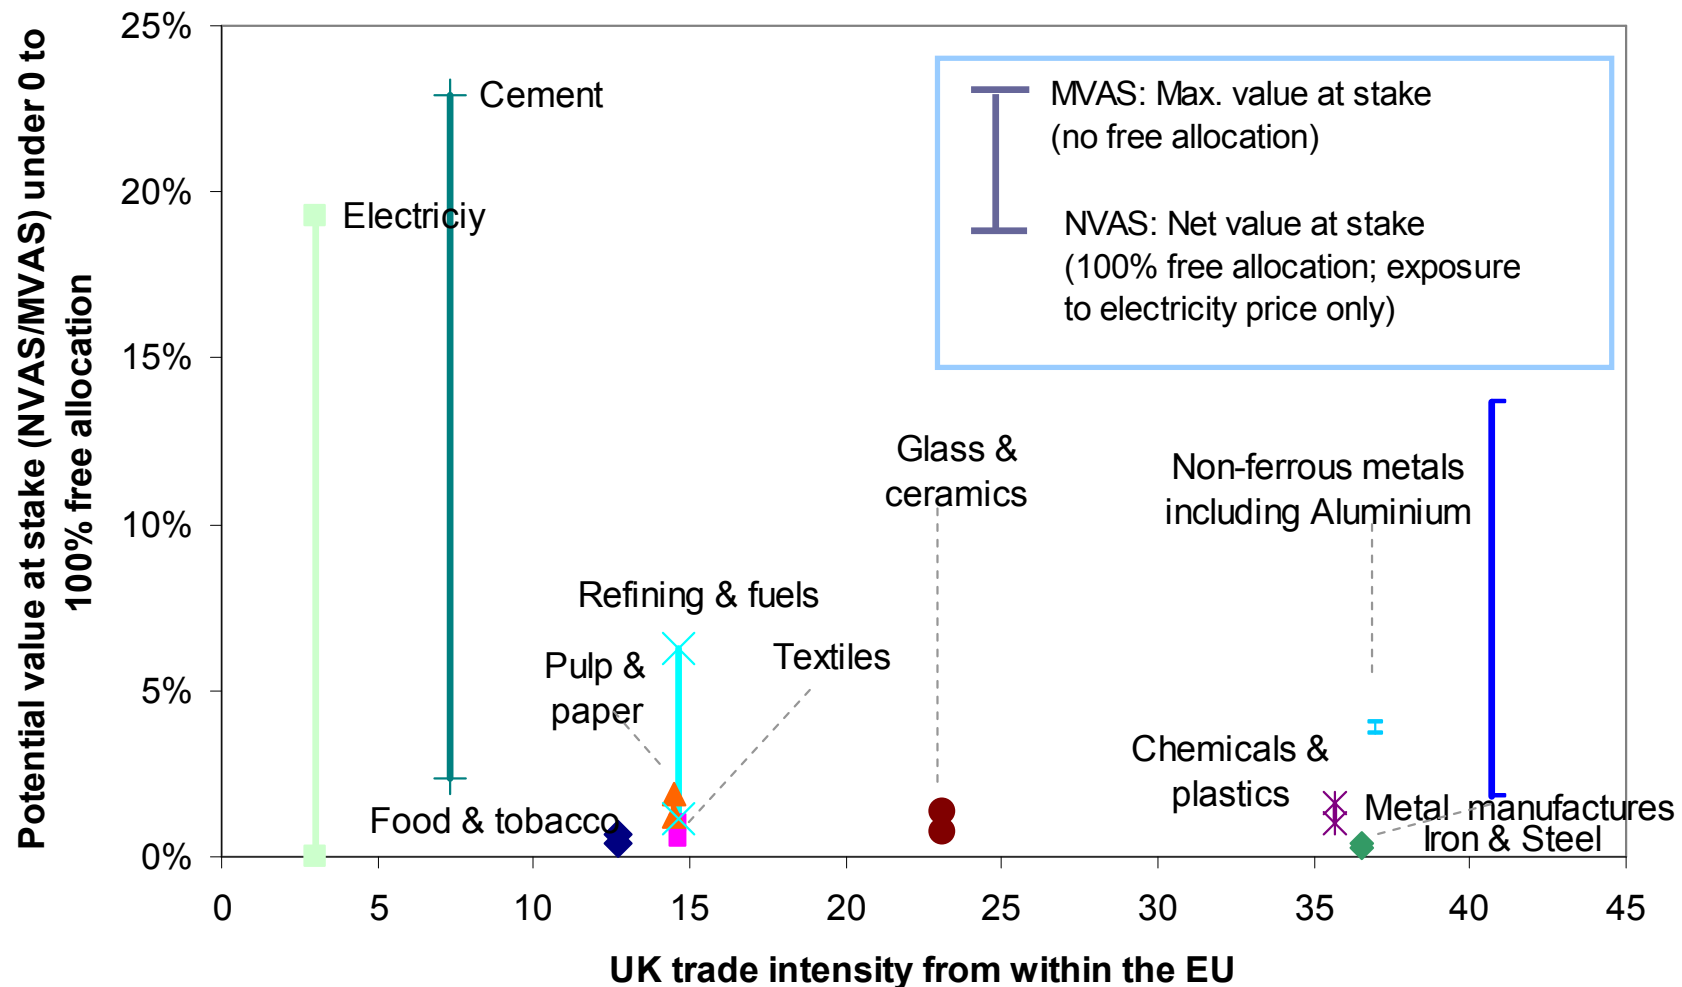 Potential value at stake (NVAS/MVAS) under 0 to
100% free allocation
25%
20%
15%
10%
5%
0%
Cement
Electriciy
MVAS: Max. value at stake
(no free allocation)
NVAS: Net value at stake
(100% free allocation; exposure
to electricity price only)
Glass &
ceramics
Non-ferrous metals
including Aluminium
Refining & fuels
Pulp &
paper
Textiles
Food & tobacco
Chemicals &
plastics
Metal manufactures
Iron & Steel
0 5 10 15 20 25 30 35 40 45
UK trade intensity from within the EU